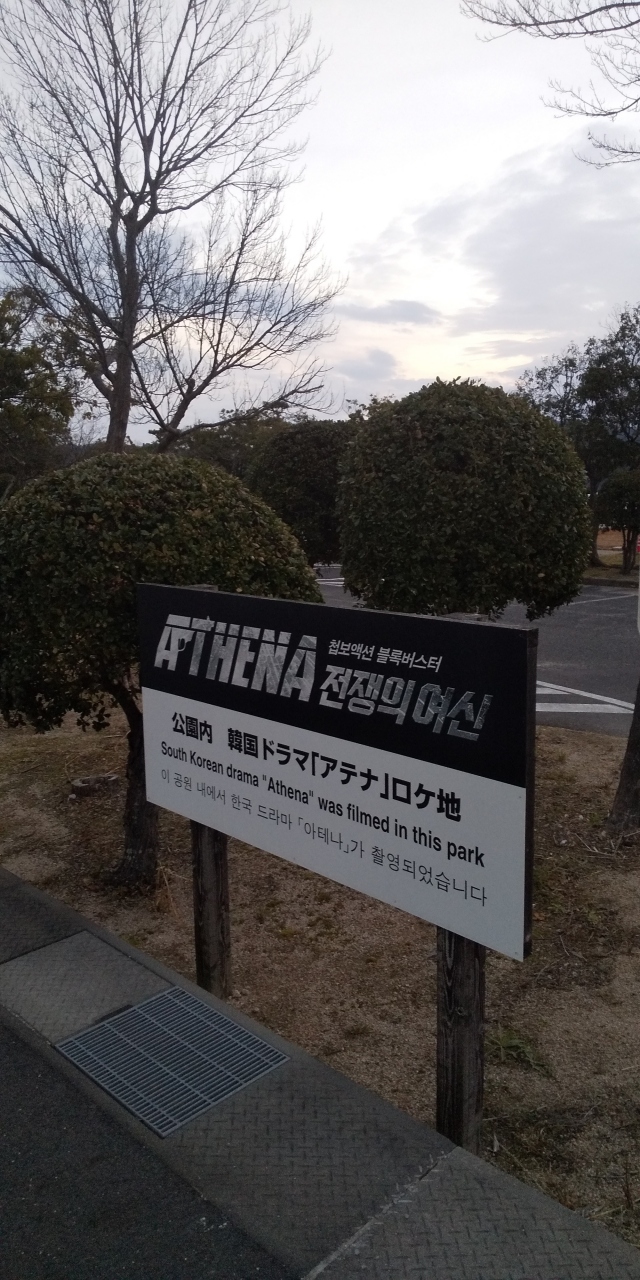 ATHENA
첩보액션 블록버스터
전쟁의 여신
公園内 韓国ドラマ「アテナ」ロケ地
South Korean drama "Athena" was filmed in this park
이 공원 내에서 한국 드라마 「아테나」가 촬영되었습니다